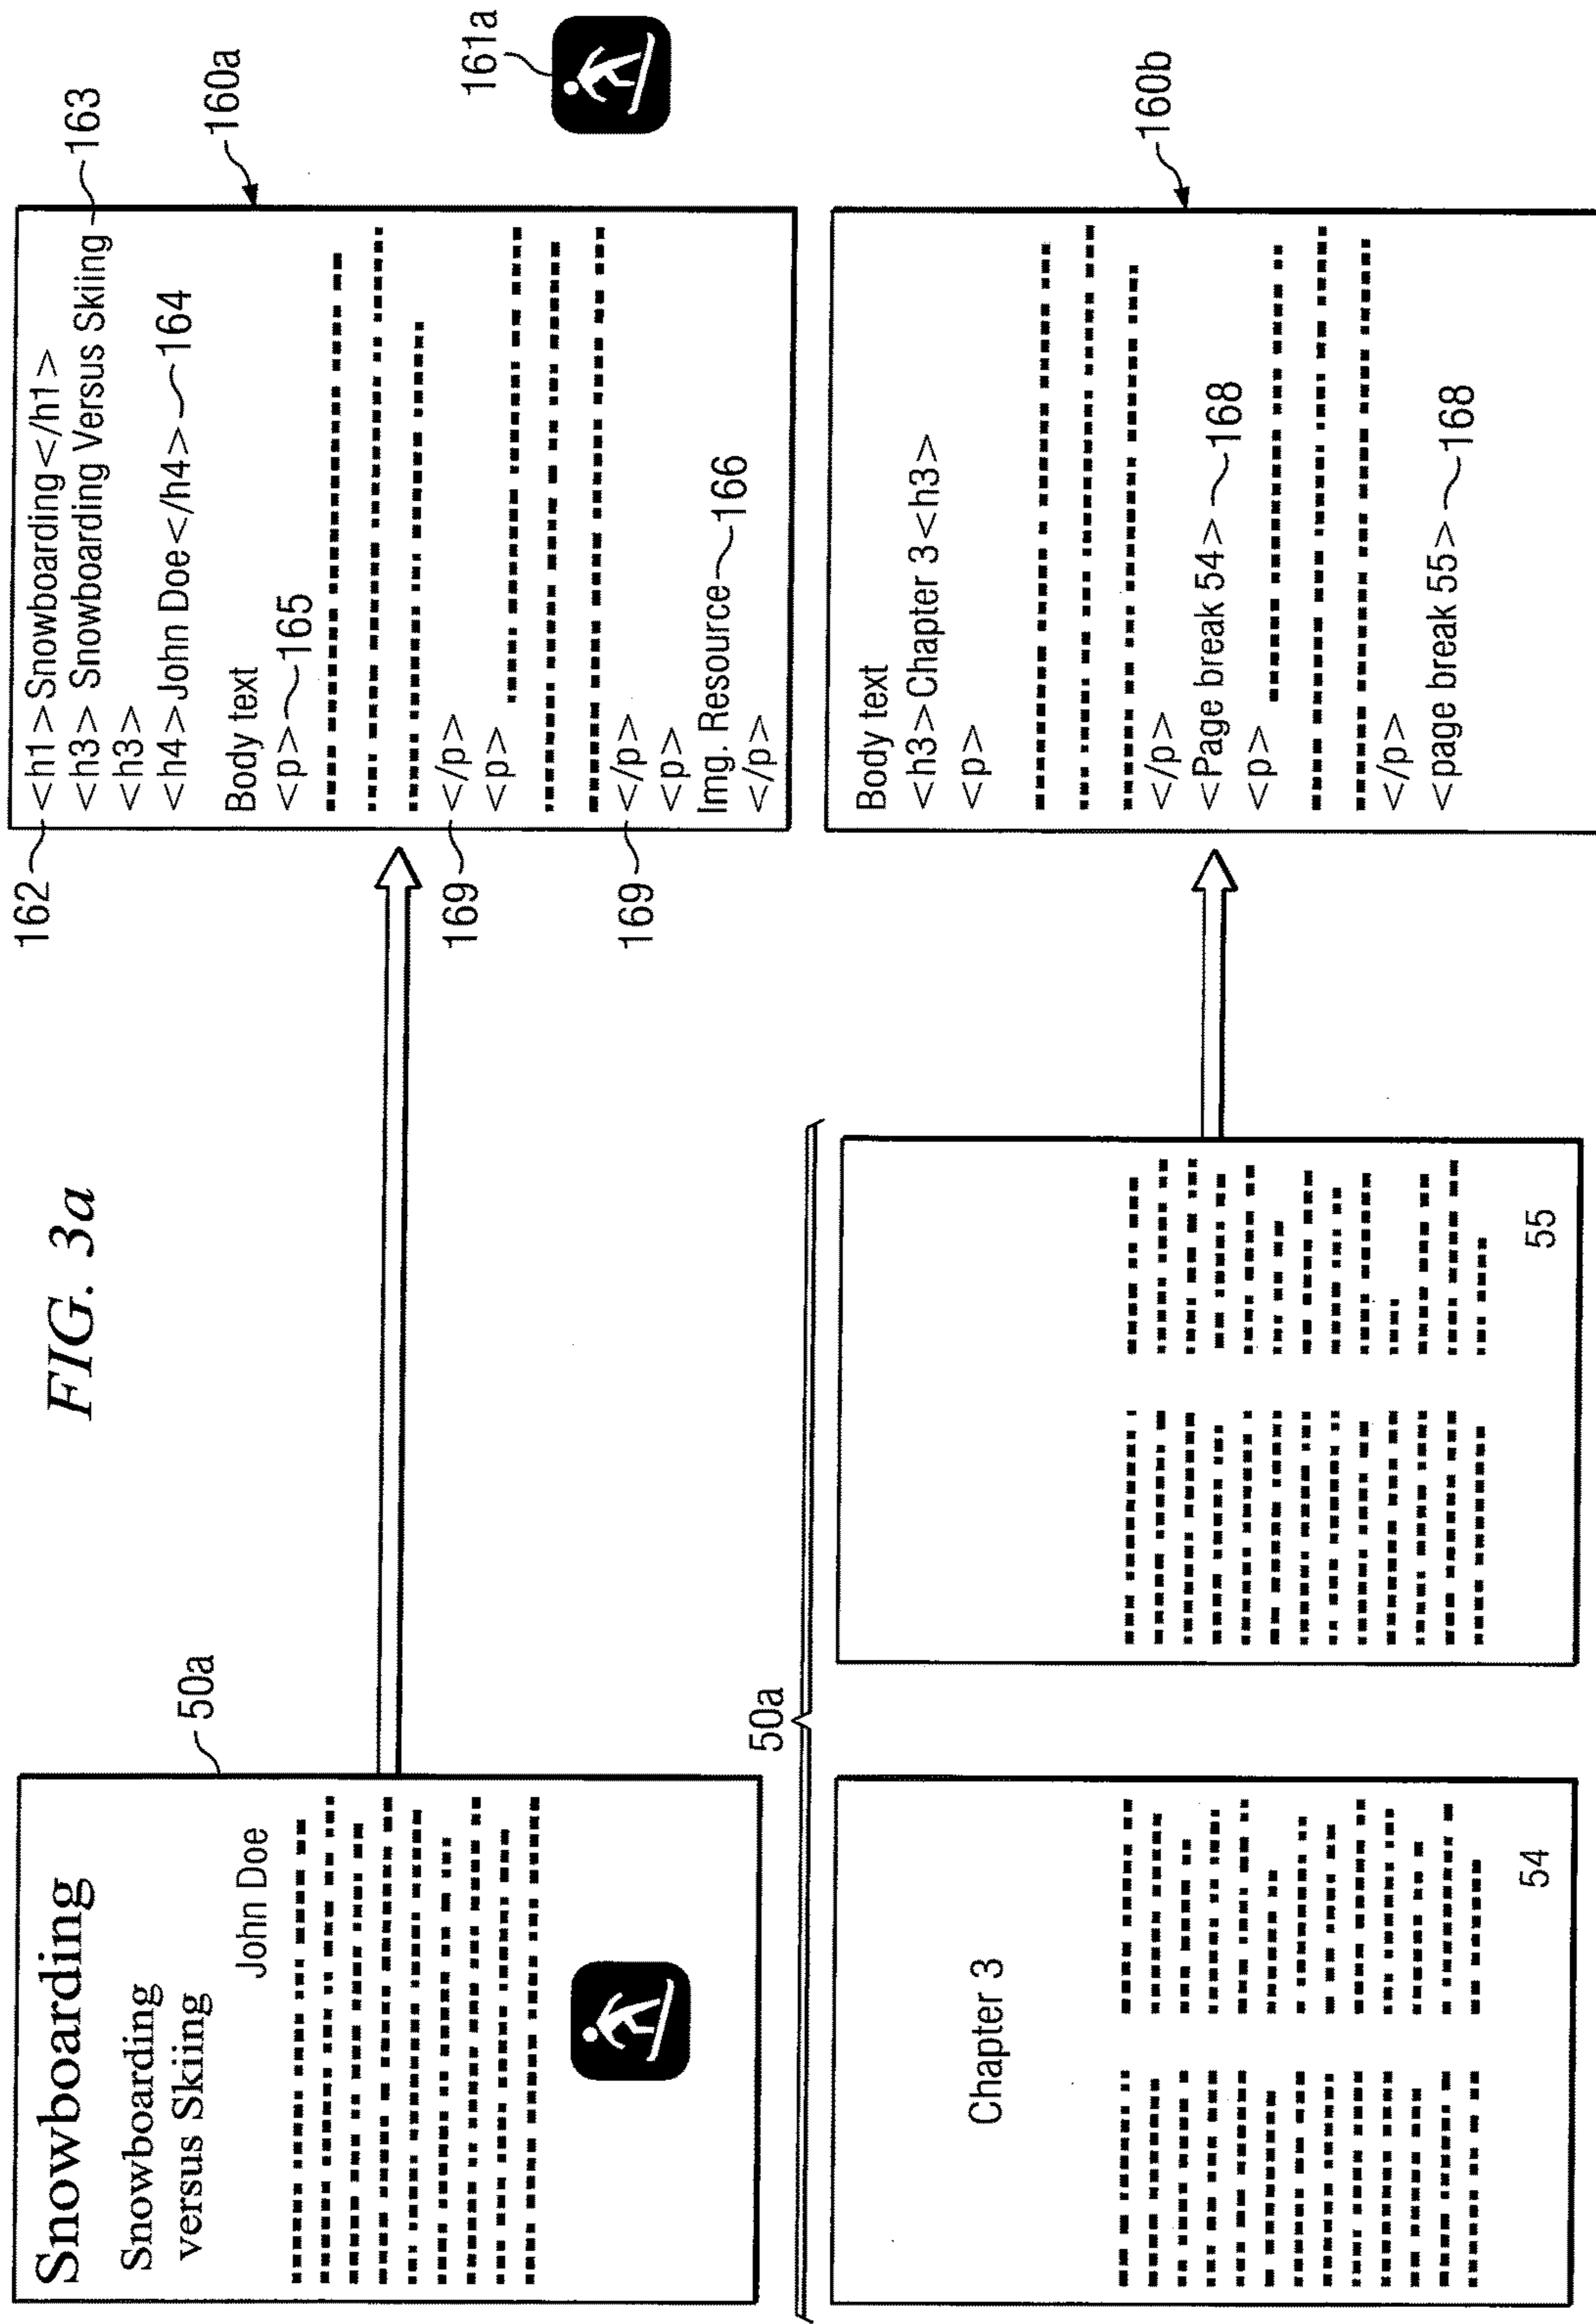 FIG. 3a
Snowboarding
Snowboarding
versus Skiing
John Doe
50a
162
<h1>Snowboarding</h1>
<h3> Snowboarding Versus Skiing
163
<h3>
<h4>John Doe</h4>
164
160a
Body text
<p>
165
169
</p>
<p>
169
</p>
<p>
Img. Resource
166
</p>
161a
50a
Chapter 3
54
55
Body text
<h3>Chapter 3<h3>
<p>
160b
</p>
<Page break 54>
168
<p>
</p>
<page break 55>
168